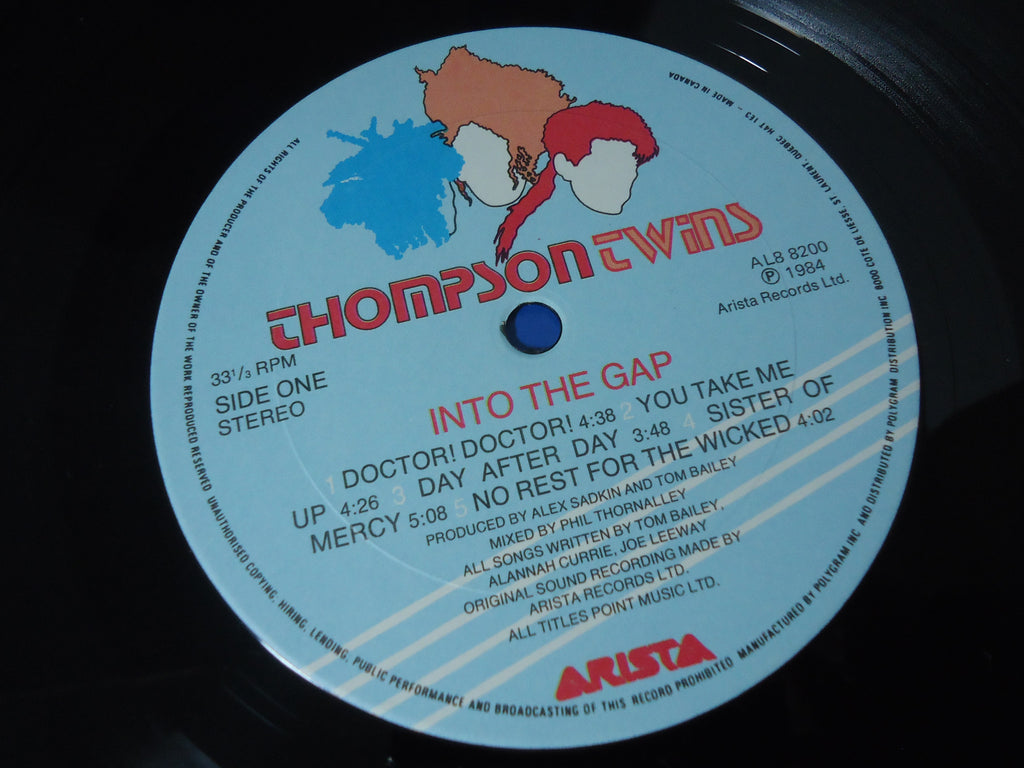 THOMPSON TWINS
AL8 8200
℗ 1984
Arista Records Ltd.
33 1/3 RPM
SIDE ONE
STEREO
INTO THE GAP
1 DOCTOR! DOCTOR! 4:38 2 YOU TAKE ME
UP 4:26 3 DAY AFTER DAY 3:48 4 SISTER OF
MERCY 5:08 5 NO REST FOR THE WICKED 4:02
PRODUCED BY ALEX SADKIN AND TOM BAILEY
MIXED BY PHIL THORNALLEY
ALL SONGS WRITTEN BY TOM BAILEY,
ALANNAH CURRIE, JOE LEEWAY
ORIGINAL SOUND RECORDING MADE BY
ARISTA RECORDS LTD.
ALL TITLES POINT MUSIC LTD.
ARISTA
ALL RIGHTS OF THE PRODUCER AND OF THE OWNER OF THE WORK REPRODUCED RESERVED UNAUTHORISED COPYING, HIRING, LENDING, PUBLIC PERFORMANCE AND BROADCASTING OF THIS RECORD PROHIBITED MANUFACTURED BY POLYGRAM INC AND DISTRIBUTED BY POLYGRAM DISTRIBUTION INC 6000 COTE DE LIESSE, ST LAURENT, QUEBEC H4T 1E3 – MADE IN CANADA